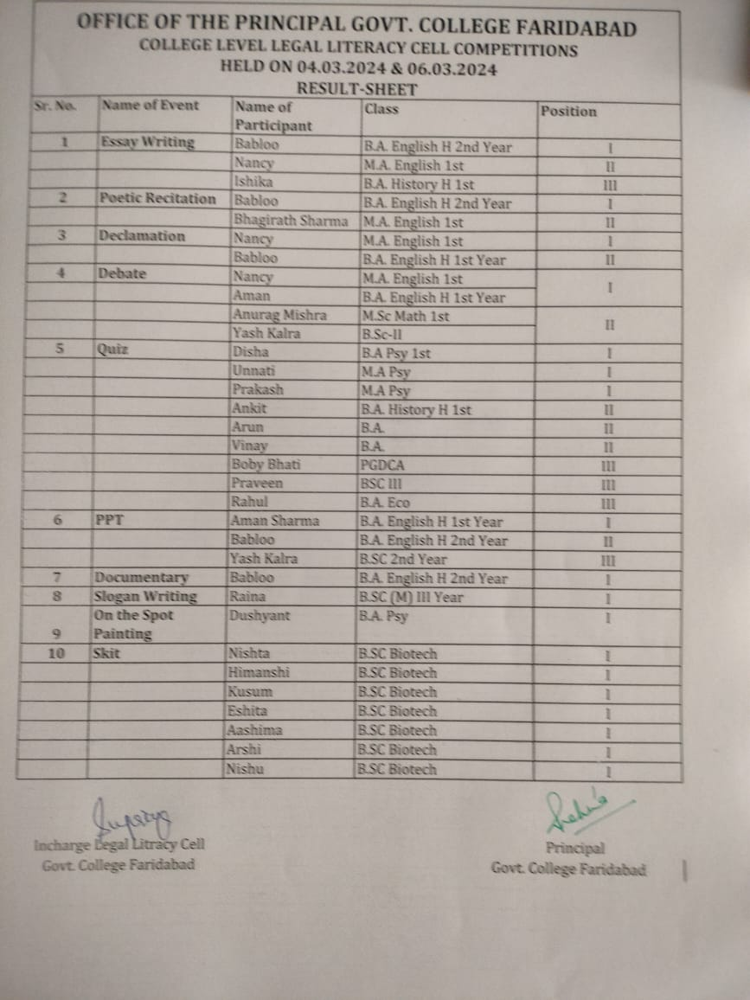 OFFICE OF THE PRINCIPAL GOVT. COLLEGE FARIDABAD
COLLEGE LEVEL LEGAL LITERACY CELL COMPETITIONS
HELD ON 04.03.2024 & 06.03.2024
RESULT-SHEET
Sr. No. Name of Event Name of Participant Class Position
1 Essay Writing Babloo B.A. English H 2nd Year I
Nancy M.A. English 1st II
Ishika B.A. History H 1st III
2 Poetic Recitation Babloo B.A. English H 2nd Year I
Bhagirath Sharma M.A. English 1st II
3 Declamation Nancy M.A. English 1st I
Babloo B.A. English H 1st Year II
4 Debate Nancy M.A. English 1st I
Aman B.A. English H 1st Year
Anurag Mishra M.Sc Math 1st II
Yash Kalra B.Sc-II
5 Quiz Disha B.A Psy 1st I
Unnati M.A Psy I
Prakash M.A Psy I
Ankit B.A. History H 1st II
Arun B.A. II
Vinay B.A. II
Boby Bhati PGDCA III
Praveen BSC III III
Rahul B.A. Eco III
6 PPT Aman Sharma B.A. English H 1st Year I
Babloo B.A. English H 2nd Year II
Yash Kalra B.SC 2nd Year III
7 Documentary Babloo B.A. English H 2nd Year I
8 Slogan Writing Raina B.SC (M) III Year I
9 On the Spot Painting Dushyant B.A. Psy I
10 Skit Nishta B.SC Biotech I
Himanshi B.SC Biotech I
Kusum B.SC Biotech I
Eshita B.SC Biotech I
Aashima B.SC Biotech I
Arshi B.SC Biotech I
Nishu B.SC Biotech I
Incharge Legal Litracy Cell
Govt. College Faridabad
Principal
Govt. College Faridabad